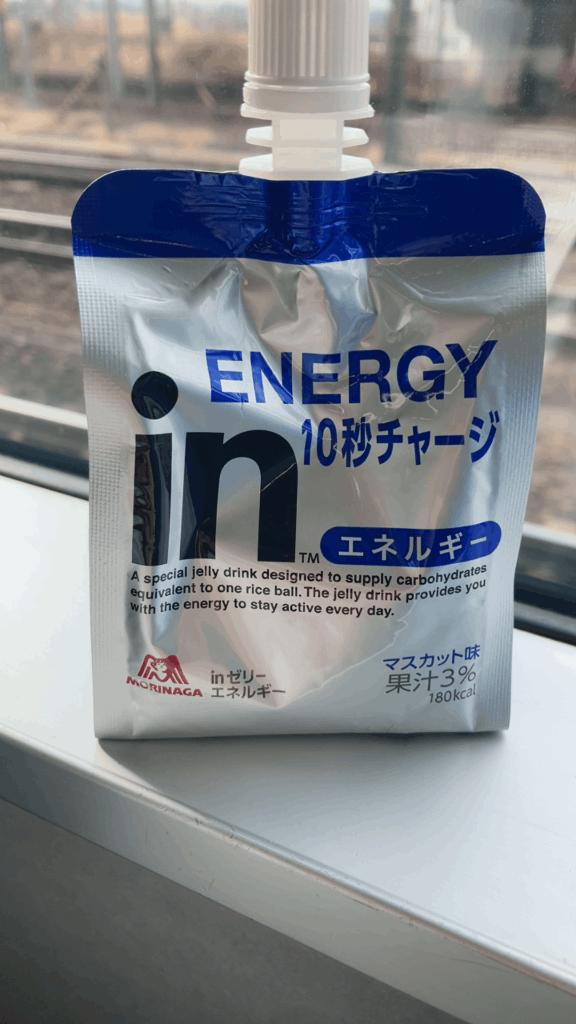 ENERGY
10秒チャージ
in
TM
エネルギー
A special jelly drink designed to supply carbohydrates
equivalent to one rice ball. The jelly drink provides you
with the energy to stay active every day.
MORINAGA
inゼリー
エネルギー
マスカット味
果汁3%
180kcal